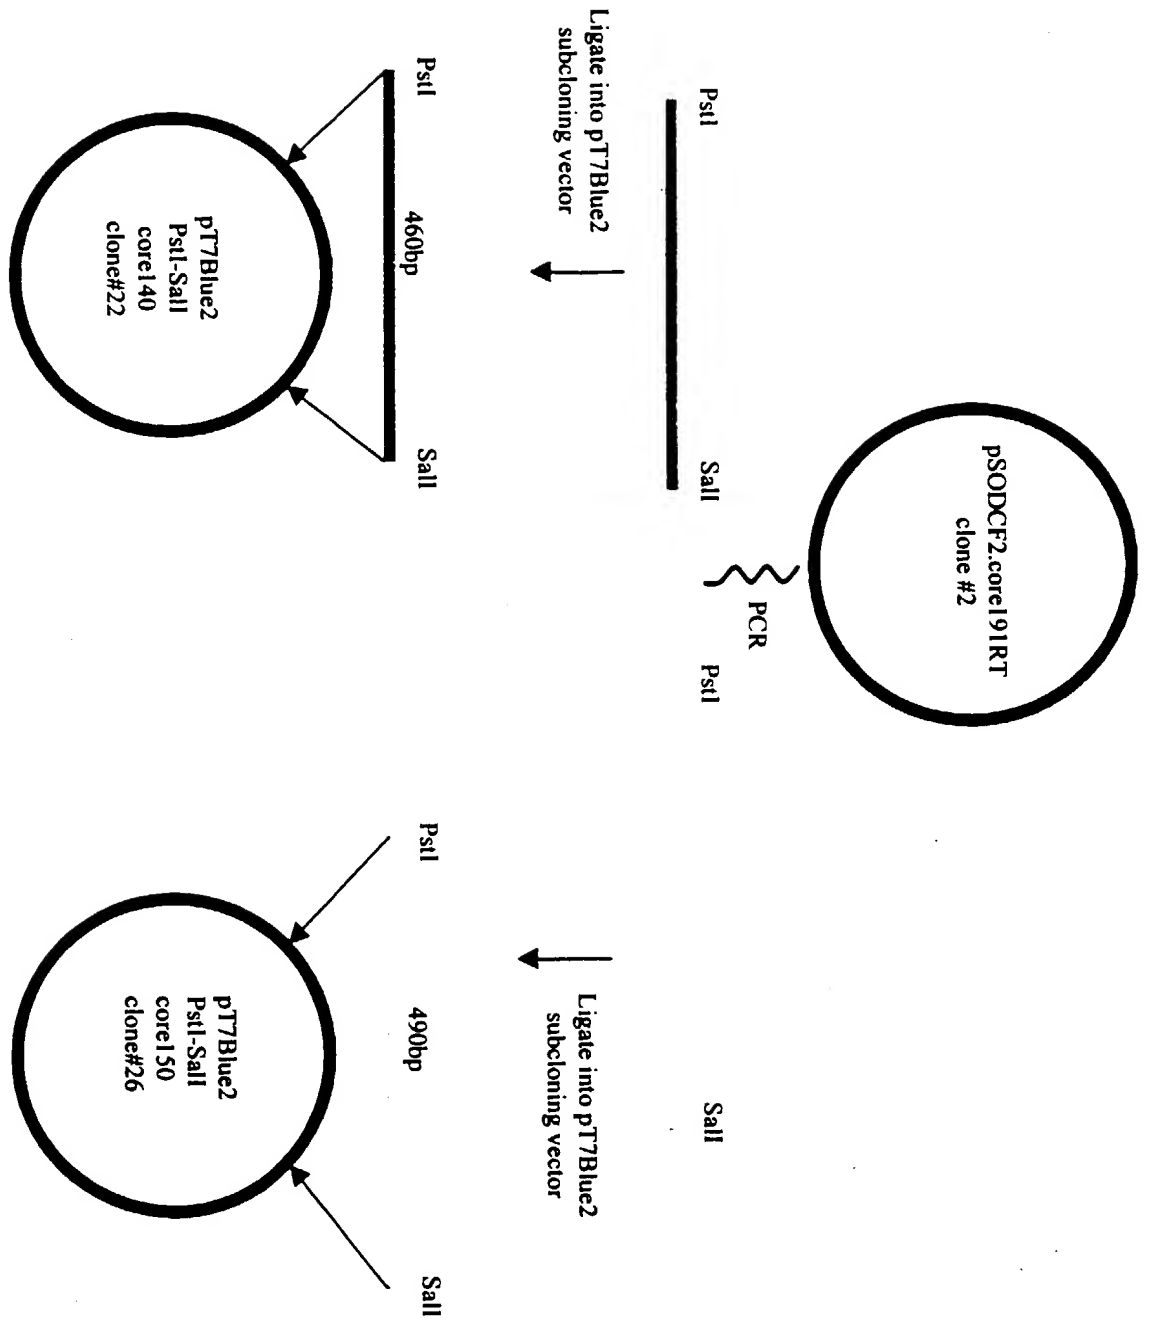 pSODCF2.core191RT
clone #2
PCR
PstI
SalI
PstI
SalI
Ligate into pT7Blue2
subcloning vector
Ligate into pT7Blue2
subcloning vector
PstI
460bp
SalI
PstI
490bp
SalI
pT7Blue2
PstI-SalI
core140
clone#22
pT7Blue2
PstI-SalI
core150
clone#26